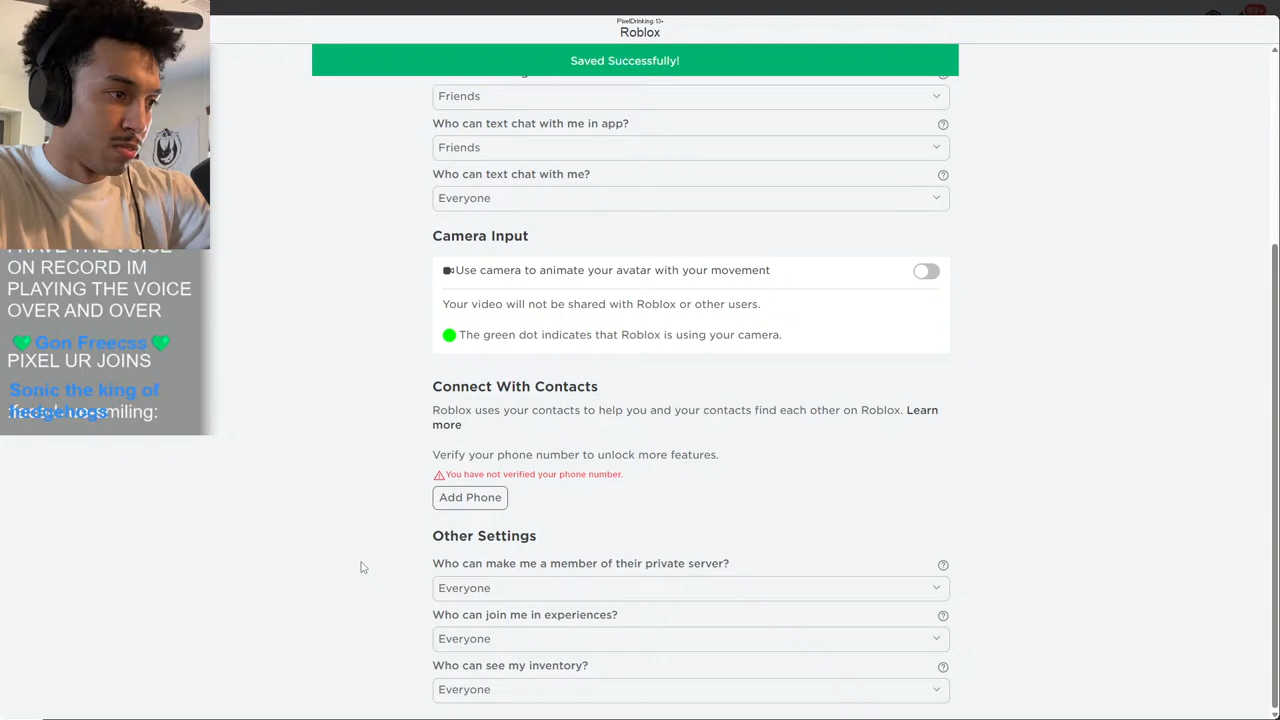 PixelDrinking: 13+
Roblox
99+
Saved Successfully!
Friends
Who can text chat with me in app?
Friends
Who can text chat with me?
Everyone
Camera Input
Use camera to animate your avatar with your movement
Your video will not be shared with Roblox or other users.
The green dot indicates that Roblox is using your camera.
Connect With Contacts
Roblox uses your contacts to help you and your contacts find each other on Roblox. Learn
more
Verify your phone number to unlock more features.
You have not verified your phone number.
Add Phone
Other Settings
Who can make me a member of their private server?
Everyone
Who can join me in experiences?
Everyone
Who can see my inventory?
Everyone
I HAVE THE VOICE
ON RECORD IM
PLAYING THE VOICE
OVER AND OVER
Gon Freecss
PIXEL UR JOINS
Sonic the king of
hedgehogs